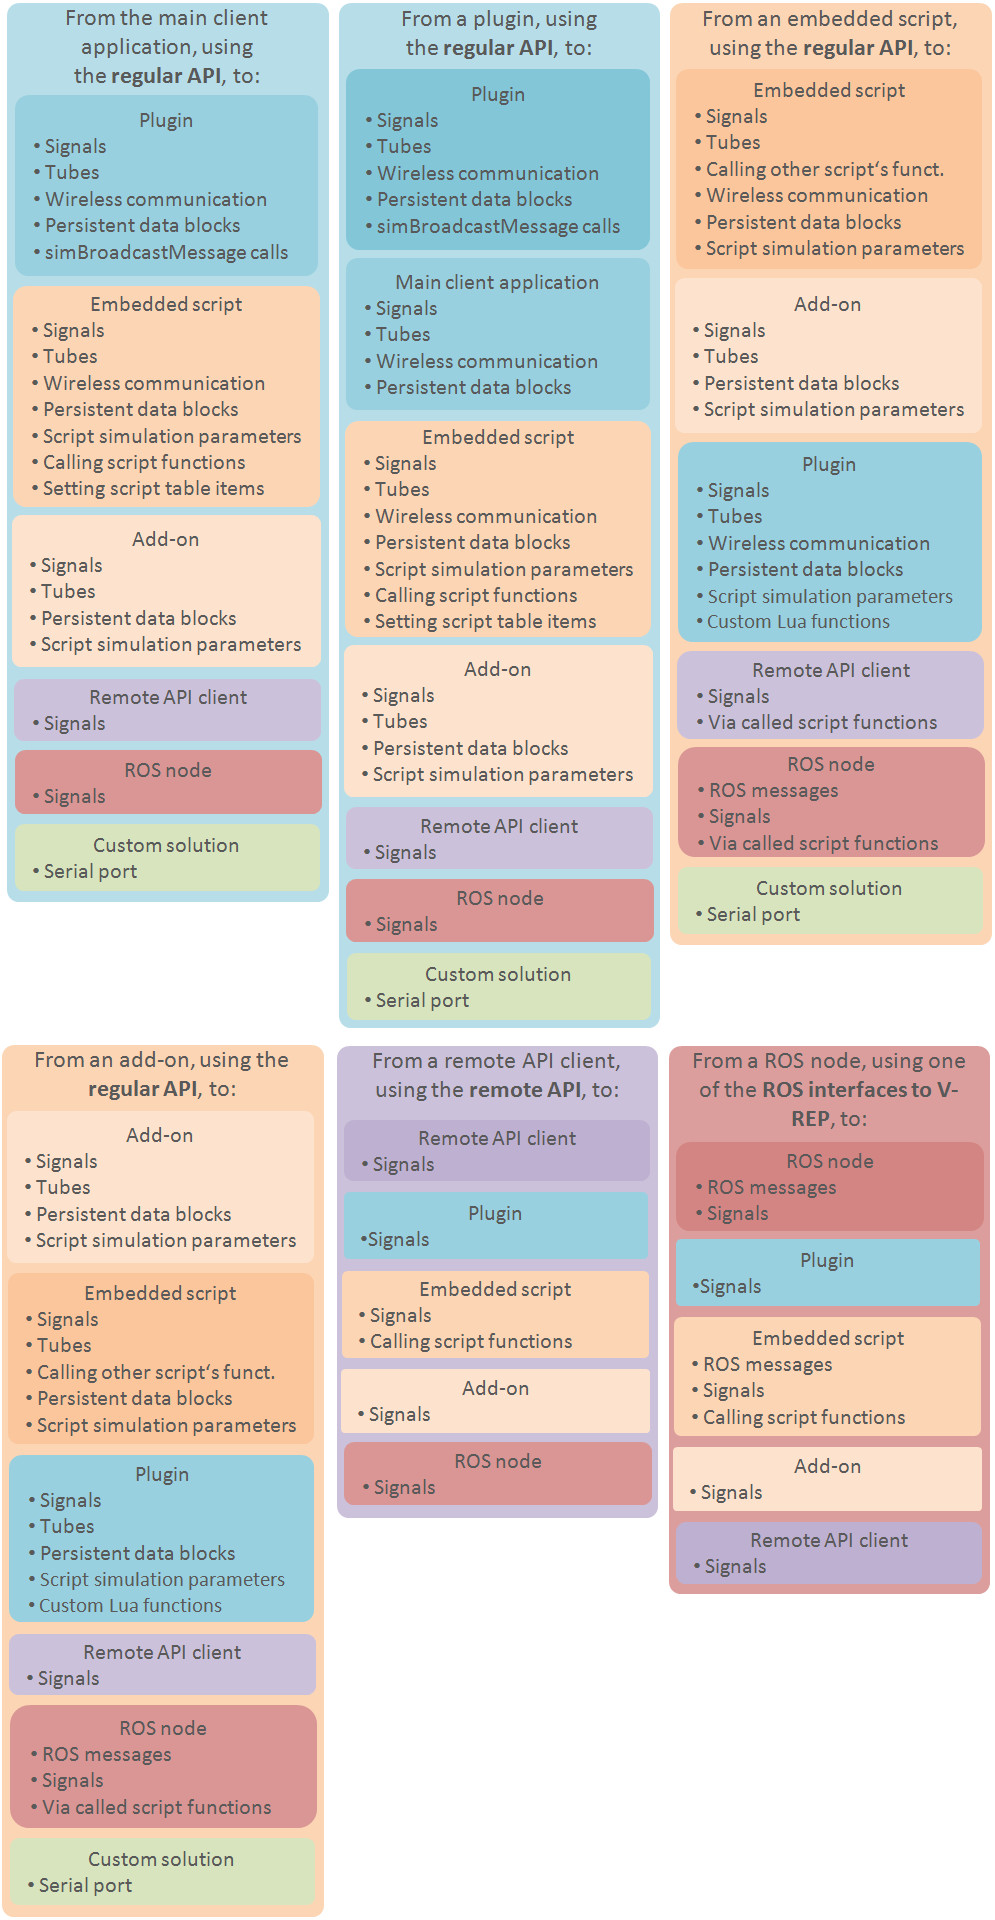 From the main client
application, using
the regular API, to:
Plugin
• Signals
• Tubes
• Wireless communication
• Persistent data blocks
• simBroadcastMessage calls
Embedded script
• Signals
• Tubes
• Wireless communication
• Persistent data blocks
• Script simulation parameters
• Calling script functions
• Setting script table items
Add-on
• Signals
• Tubes
• Persistent data blocks
• Script simulation parameters
Remote API client
• Signals
ROS node
• Signals
Custom solution
• Serial port
From a plugin, using
the regular API, to:
Plugin
• Signals
• Tubes
• Wireless communication
• Persistent data blocks
• simBroadcastMessage calls
Main client application
• Signals
• Tubes
• Wireless communication
• Persistent data blocks
Embedded script
• Signals
• Tubes
• Wireless communication
• Persistent data blocks
• Script simulation parameters
• Calling script functions
• Setting script table items
Add-on
• Signals
• Tubes
• Persistent data blocks
• Script simulation parameters
Remote API client
• Signals
ROS node
• Signals
Custom solution
• Serial port
From an embedded script,
using the regular API, to:
Embedded script
• Signals
• Tubes
• Calling other script‘s funct.
• Wireless communication
• Persistent data blocks
• Script simulation parameters
Add-on
• Signals
• Tubes
• Persistent data blocks
• Script simulation parameters
Plugin
• Signals
• Tubes
• Wireless communication
• Persistent data blocks
• Script simulation parameters
• Custom Lua functions
Remote API client
• Signals
• Via called script functions
ROS node
• ROS messages
• Signals
• Via called script functions
Custom solution
• Serial port
From an add-on, using the
regular API, to:
Add-on
• Signals
• Tubes
• Persistent data blocks
• Script simulation parameters
Embedded script
• Signals
• Tubes
• Calling other script‘s funct.
• Persistent data blocks
• Script simulation parameters
Plugin
• Signals
• Tubes
• Persistent data blocks
• Script simulation parameters
• Custom Lua functions
Remote API client
• Signals
ROS node
• ROS messages
• Signals
• Via called script functions
Custom solution
• Serial port
From a remote API client,
using the remote API, to:
Remote API client
• Signals
Plugin
•Signals
Embedded script
• Signals
• Calling script functions
Add-on
• Signals
ROS node
• Signals
From a ROS node, using one
of the ROS interfaces to V-
REP, to:
ROS node
• ROS messages
• Signals
Plugin
•Signals
Embedded script
• ROS messages
• Signals
• Calling script functions
Add-on
• Signals
Remote API client
• Signals